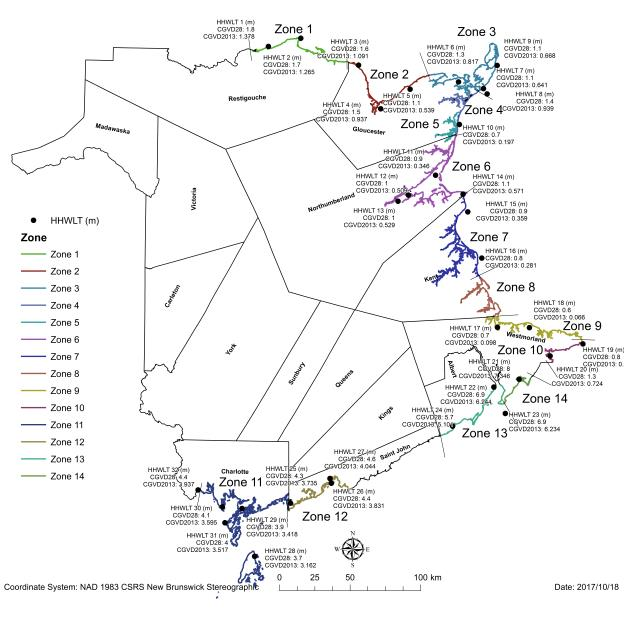 HHWLT 1 (m)
CGVD28: 1.8
CGVD2013: 1.378
Zone 1
HHWLT 2 (m)
CGVD28: 1.7
CGVD2013: 1.265
HHWLT 3 (m)
CGVD28: 1.6
CGVD2013: 1.091
Zone 2
HHWLT 4 (m)
CGVD28: 1.5
CGVD2013: 0.937
HHWLT 5 (m)
CGVD28: 1.1
CGVD2013: 0.539
HHWLT 6 (m)
CGVD28: 1.3
CGVD2013: 0.817
Zone 3
HHWLT 9 (m)
CGVD28: 1.1
CGVD2013: 0.668
HHWLT 7 (m)
CGVD28: 1.1
CGVD2013: 0.641
HHWLT 8 (m)
CGVD28: 1.4
CGVD2013: 0.939
Zone 4
Zone 5
HHWLT 10 (m)
CGVD28: 0.7
CGVD2013: 0.197
Restigouche
Gloucester
Madawaska
Victoria
Northumberland
HHWLT 11 (m)
CGVD28: 0.9
CGVD2013: 0.346
Zone 6
HHWLT 12 (m)
CGVD28: 1
CGVD2013: 0.509
HHWLT 13 (m)
CGVD28: 1
CGVD2013: 0.529
HHWLT 14 (m)
CGVD28: 1.1
CGVD2013: 0.571
HHWLT 15 (m)
CGVD28: 0.9
CGVD2013: 0.359
Zone 7
HHWLT 16 (m)
CGVD28: 0.8
CGVD2013: 0.281
Kent
Zone 8
HHWLT (m)
Zone
Zone 1
Zone 2
Zone 3
Zone 4
Zone 5
Zone 6
Zone 7
Zone 8
Zone 9
Zone 10
Zone 11
Zone 12
Zone 13
Zone 14
Carleton
York
Sunbury
Queens
Kings
Albert
Westmorland
Saint John
Charlotte
HHWLT 17 (m)
CGVD28: 0.7
CGVD2013: 0.098
HHWLT 18 (m)
CGVD28: 0.6
CGVD2013: 0.066
Zone 9
HHWLT 19 (m)
CGVD28: 0.8
CGVD2013: 0.
Zone 10
HHWLT 20 (m)
CGVD28: 1.3
CGVD2013: 0.724
HHWLT 21 (m)
CGVD28: 8
HHWLT 22 (m)
CGVD28: 6.9
Zone 14
HHWLT 23 (m)
CGVD28: 6.9
CGVD2013: 6.234
HHWLT 24 (m)
CGVD28: 5.7
Zone 13
HHWLT 27 (m)
CGVD28: 4.6
CGVD2013: 4.044
HHWLT 25 (m)
CGVD28: 4.3
CGVD2013: 3.735
HHWLT 26 (m)
CGVD28: 4.4
CGVD2013: 3.831
Zone 12
HHWLT 32 (m)
CGVD28: 4.4
CGVD2013: 3.937
Zone 11
HHWLT 30 (m)
CGVD28: 4.1
CGVD2013: 3.595
HHWLT 29 (m)
CGVD28: 3.9
CGVD2013: 3.418
HHWLT 31 (m)
CGVD28: 4
CGVD2013: 3.517
HHWLT 28 (m)
CGVD28: 3.7
CGVD2013: 3.162
N
W E
S
0 25 50 100 km
Coordinate System: NAD 1983 CSRS New Brunswick Stereographic
Date: 2017/10/18